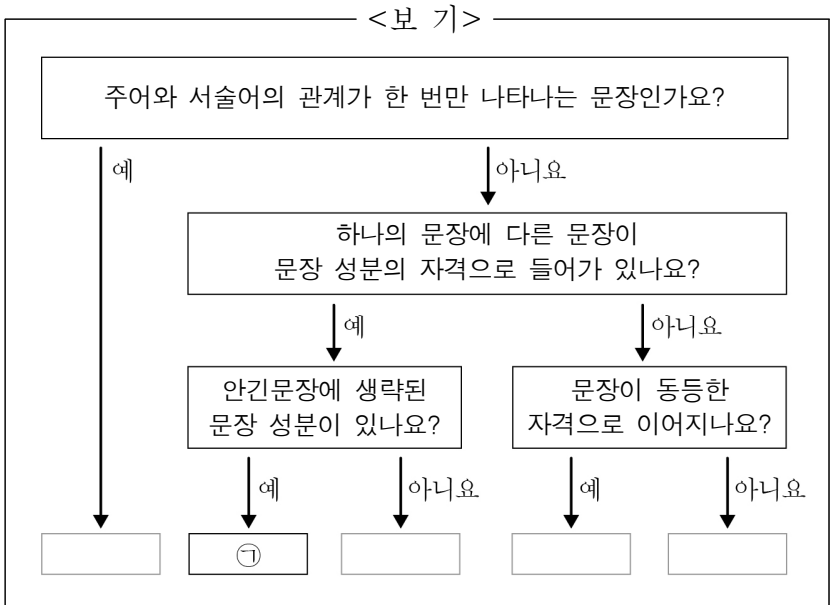 <보 기>
주어와 서술어의 관계가 한 번만 나타나는 문장인가요?
예
아니요
하나의 문장에 다른 문장이
문장 성분의 자격으로 들어가 있나요?
예
아니요
안긴문장에 생략된
문장 성분이 있나요?
문장이 동등한
자격으로 이어지나요?
예
아니요
예
아니요
㉠